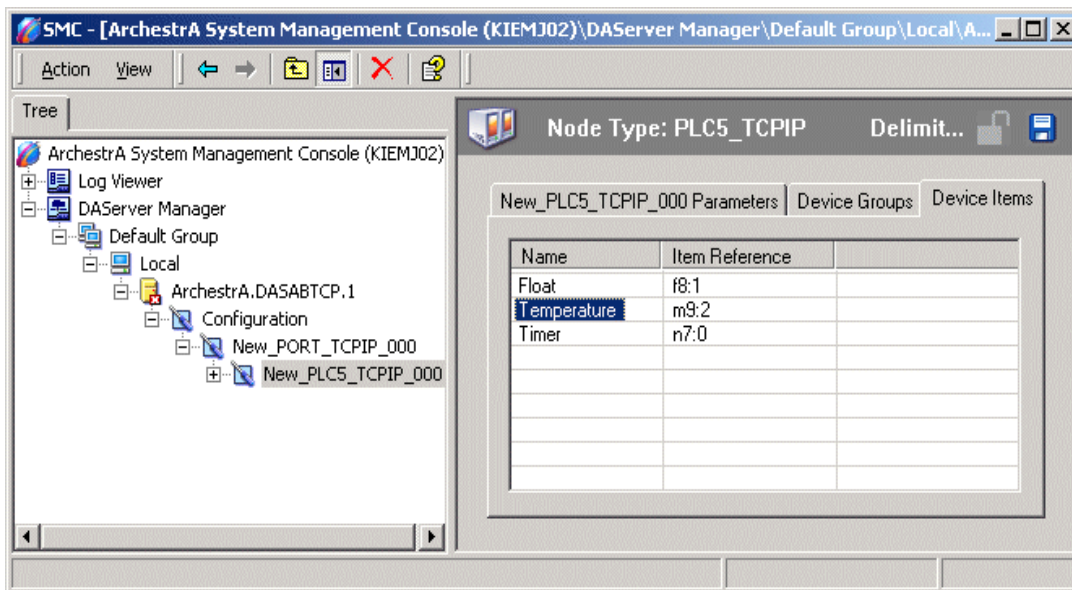 SMC - [ArchestrA System Management Console (KIEMJ02)\DAServer Manager\Default Group\Local\A...
Action View
Tree
ArchestrA System Management Console (KIEMJ02)
Log Viewer
DAServer Manager
Default Group
Local
ArchestrA.DASABTCP.1
Configuration
New_PORT_TCPIP_000
New_PLC5_TCPIP_000
Node Type: PLC5_TCPIP Delimit...
New_PLC5_TCPIP_000 Parameters Device Groups Device Items
Name Item Reference
Float f8:1
Temperature m9:2
Timer n7:0